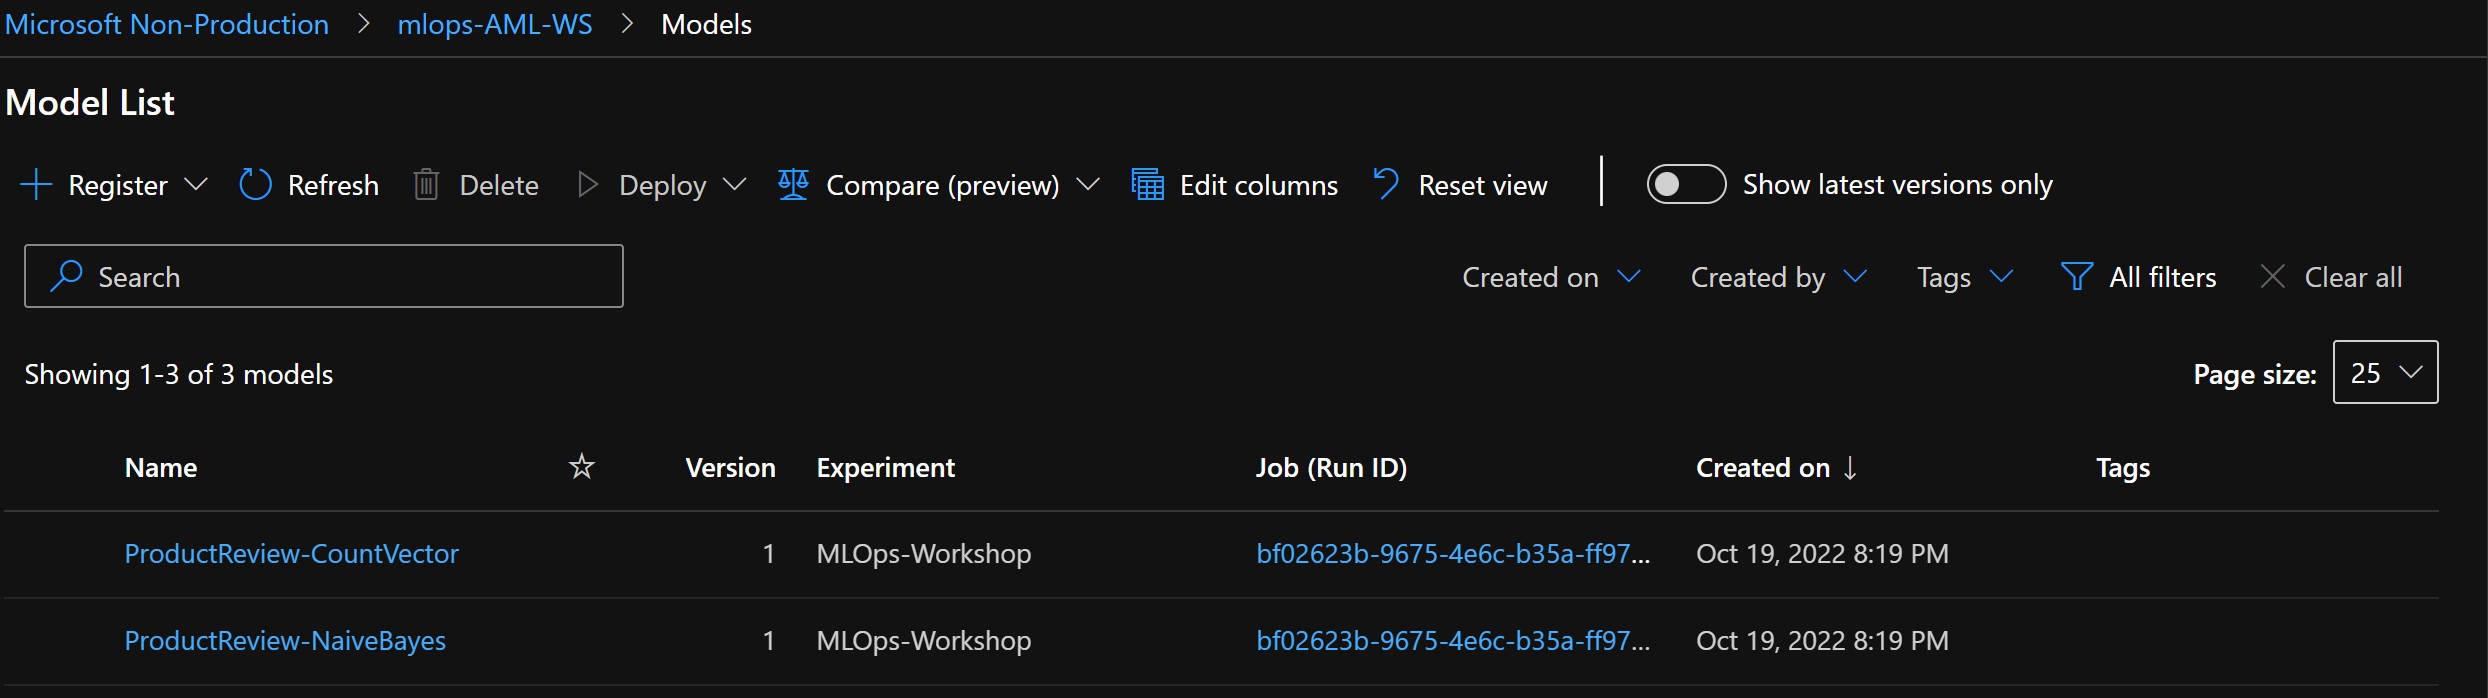 Microsoft Non-Production > mlops-AML-WS > Models
Model List
Register Refresh Delete Deploy Compare (preview) Edit columns Reset view Show latest versions only
Search Created on Created by Tags All filters Clear all
Showing 1-3 of 3 models Page size: 25
Name Version Experiment Job (Run ID) Created on ↓ Tags
ProductReview-CountVector 1 MLOps-Workshop bf02623b-9675-4e6c-b35a-ff97... Oct 19, 2022 8:19 PM
ProductReview-NaiveBayes 1 MLOps-Workshop bf02623b-9675-4e6c-b35a-ff97... Oct 19, 2022 8:19 PM